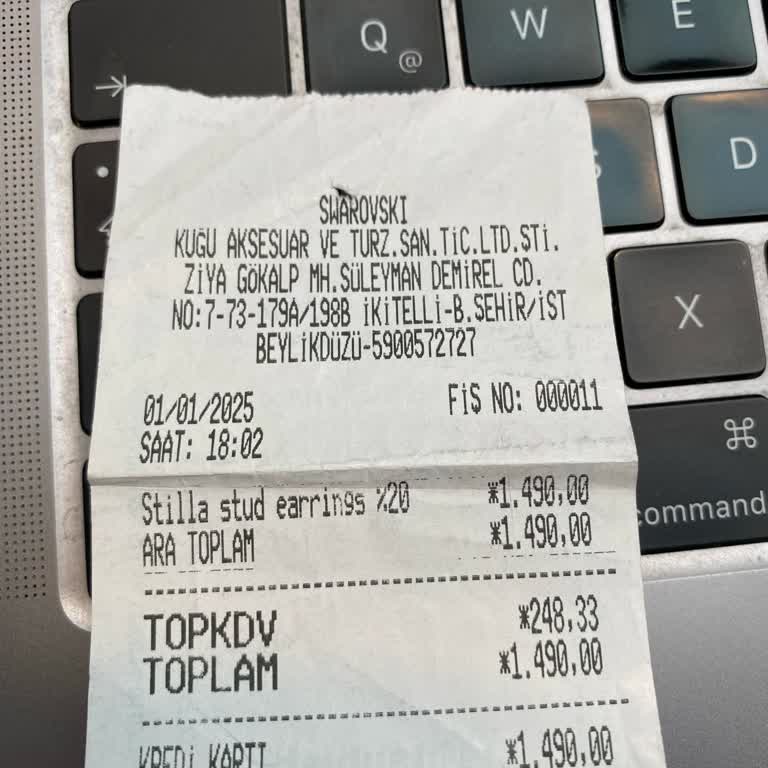 Q
@
W
E
S
D
X
⌘
command
SWAROVSKI
KUĞU AKSESUAR VE TURZ.SAN.TİC.LTD.ŞTİ.
ZİYA GÖKALP MH.SÜLEYMAN DEMİREL CD.
NO:7-73-179A/198B İKİTELLİ-B.ŞEHİR/İST
BEYLİKDÜZÜ-5900572727
01/01/2025 FİŞ NO: 000011
SAAT: 18:02
Stilla stud earrings %20 *1.490,00
ARA TOPLAM *1.490,00
TOPKDV *248,33
TOPLAM *1.490,00
KREDİ KARTI *1.490,00